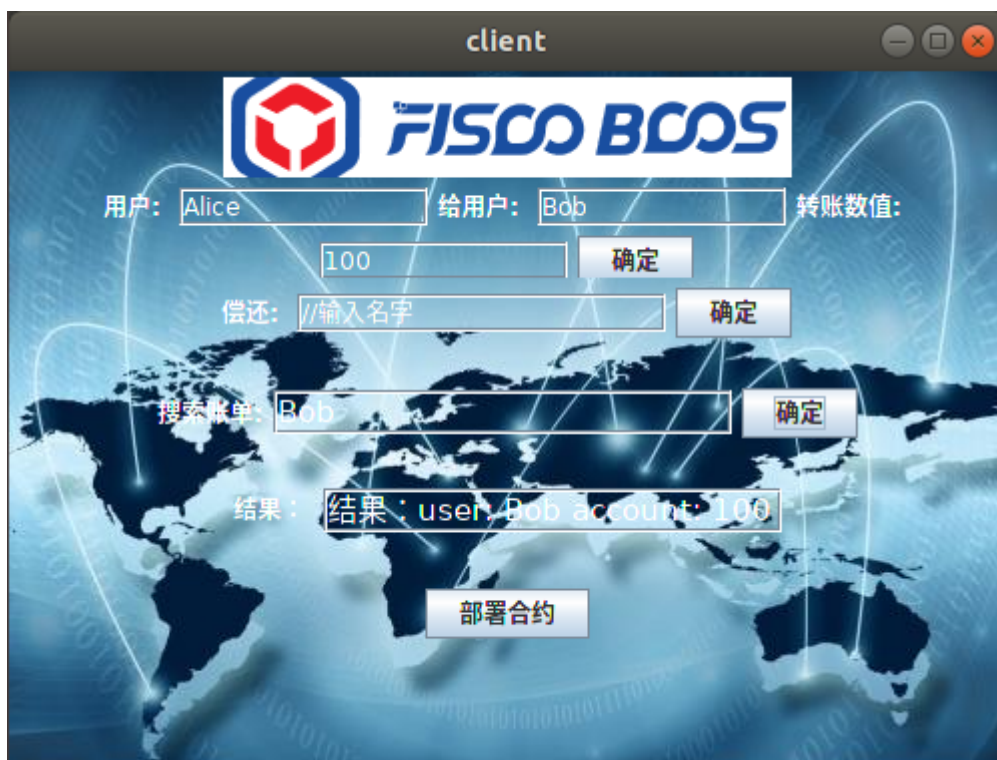 client
FISCO BCOS
用户: Alice 给用户: Bob 转账数值:
100 确定
偿还: //输入名字 确定
搜索账单: Bob 确定
结果： 结果：user: Bob account: 100
部署合约